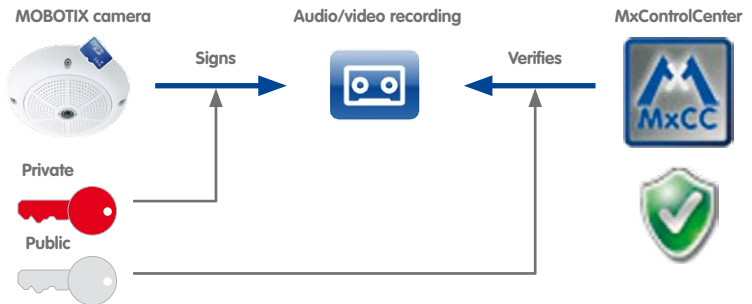 MOBOTIX camera
Audio/video recording
MxControlCenter
Signs
Verifies
MxCC
Private
Public